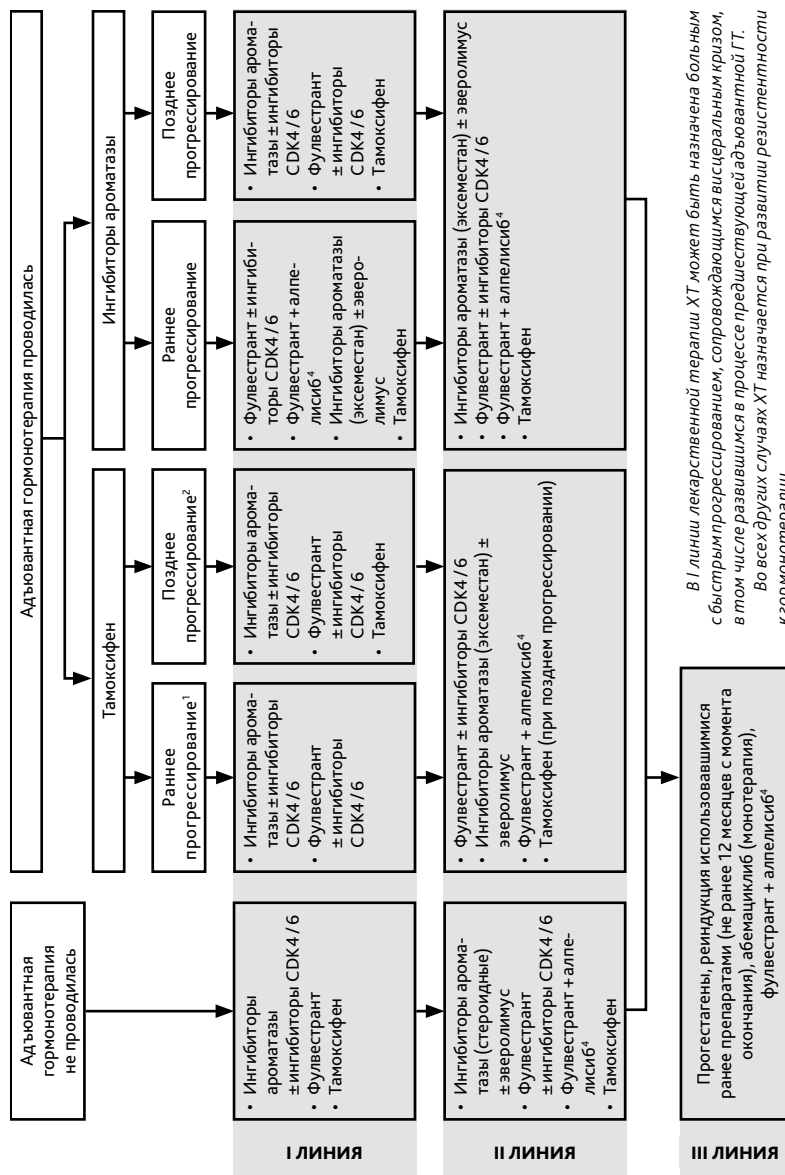 Адъювантная
гормонотерапия
не проводилась
Адъювантная гормонотерапия проводилась
Тамоксифен
Ингибиторы ароматазы
Раннее
прогрессирование1
Позднее
прогрессирование2
Раннее
прогрессирование
Позднее
прогрессирование
I ЛИНИЯ
• Ингибиторы
ароматазы
± ингибиторы CDK4/6
• Фулвестрант
• Тамоксифен
• Ингибиторы арома-
тазы ± ингибиторы
CDK4/6
• Фулвестрант
± ингибиторы
CDK4/6
• Ингибиторы арома-
тазы ± ингибиторы
CDK4/6
• Фулвестрант
± ингибиторы
CDK4/6
• Тамоксифен
• Фулвестрант ± ингиби-
торы CDK4/6
• Фулвестрант + алпе-
лисиб4
• Ингибиторы ароматазы
(эксеместан) ± эверо-
лимус
• Тамоксифен
• Ингибиторы арома-
тазы ± ингибиторы
CDK4/6
• Фулвестрант
± ингибиторы
CDK4/6
• Тамоксифен
II ЛИНИЯ
• Ингибиторы арома-
тазы (стероидные)
± эверолимус
• Фулвестрант
± ингибиторы CDK4/6
• Фулвестрант + алпе-
лисиб4
• Тамоксифен
• Фулвестрант ± ингибиторы CDK4/6
• Ингибиторы ароматазы (эксеместан) ±
эверолимус
• Фулвестрант + алпелисиб4
• Тамоксифен (при позднем прогрессировании)
• Ингибиторы ароматазы (эксеместан) ± эверолимус
• Фулвестрант ± ингибиторы CDK4/6
• Фулвестрант + алпелисиб4
• Тамоксифен
III ЛИНИЯ
Прогестагены, реиндукция использовавшимися
ранее препаратами (не ранее 12 месяцев с момента
окончания), абемациклиб (монотерапия),
фулвестрант + алпелисиб4
В I линии лекарственной терапии ХТ может быть назначена больным
с быстрым прогрессированием, сопровождающимся висцеральным кризом,
в том числе развившимся в процессе предшествующей адъювантной ГТ.
Во всех других случаях ХТ назначается при развитии резистентности
к гормонотерапии